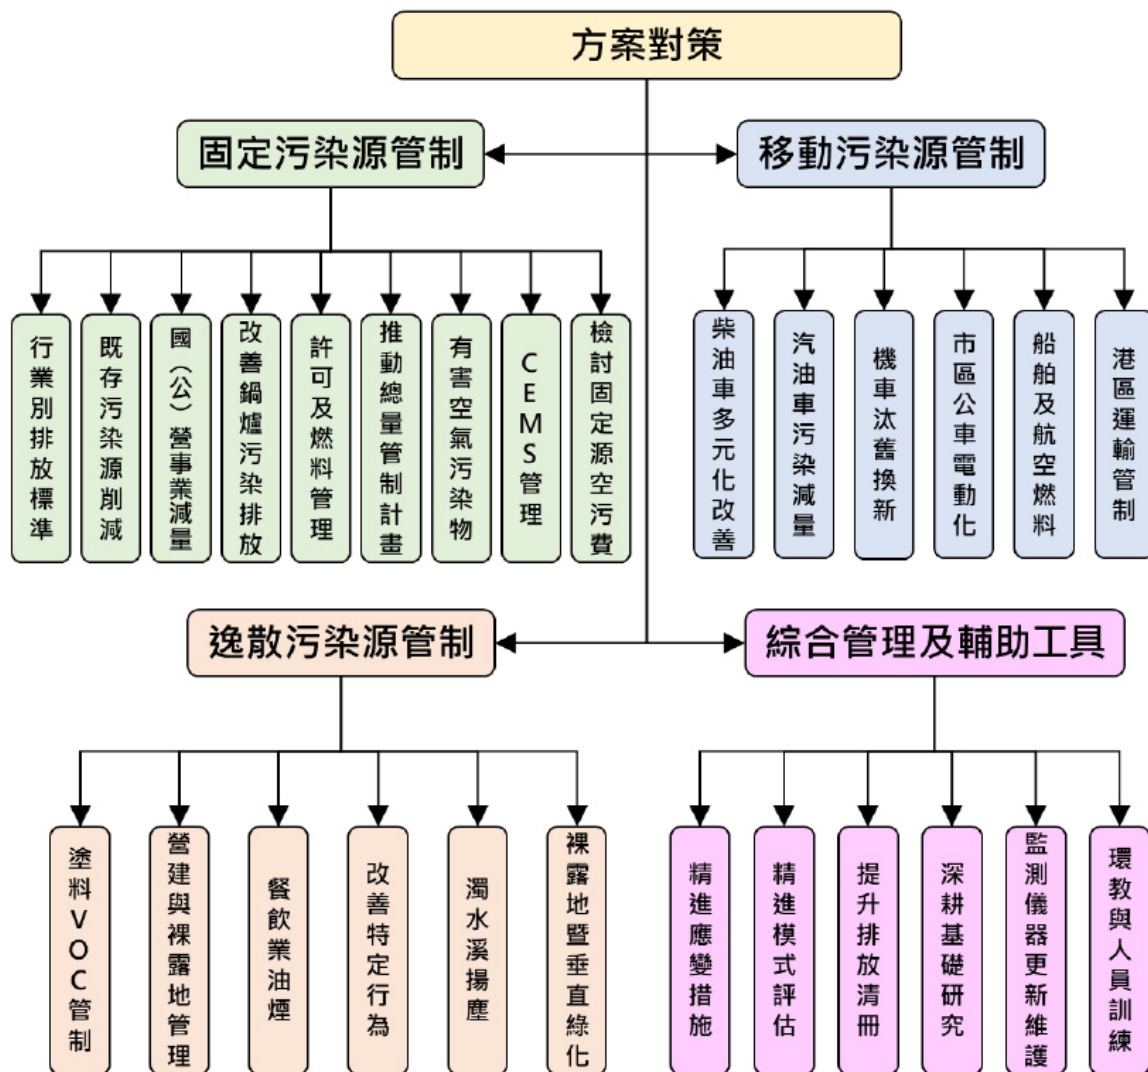 方案對策
固定污染源管制
移動污染源管制
行業別排放標準
既存污染源削減
國（公）營事業減量
改善鍋爐污染排放
許可及燃料管理
推動總量管制計畫
有害空氣污染物
CEMS管理
檢討固定源空污費
柴油車多元化改善
汽油車污染減量
機車汰舊換新
市區公車電動化
船舶及航空燃料
港區運輸管制
逸散污染源管制
綜合管理及輔助工具
塗料VOC管制
營建與裸露地管理
餐飲業油煙
改善特定行為
濁水溪揚塵
裸露地暨垂直綠化
精進應變措施
精進模式評估
提升排放清冊
深耕基礎研究
監測儀器更新維護
環教與人員訓練